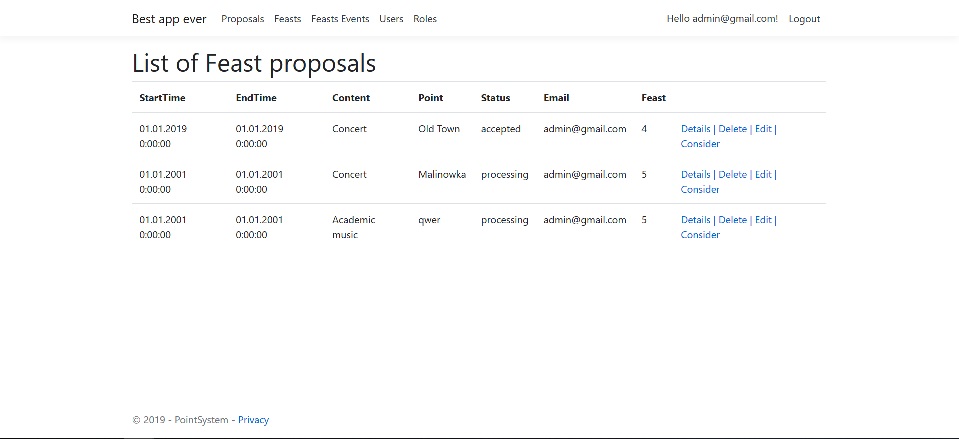 Best app ever Proposals Feasts Feasts Events Users Roles Hello admin@gmail.com! Logout
List of Feast proposals
StartTime EndTime Content Point Status Email Feast
01.01.2019 01.01.2019 Concert Old Town accepted admin@gmail.com 4 Details | Delete | Edit |
0:00:00 0:00:00 Consider
01.01.2001 01.01.2001 Concert Malinowka processing admin@gmail.com 5 Details | Delete | Edit |
0:00:00 0:00:00 Consider
01.01.2001 01.01.2001 Academic qwer processing admin@gmail.com 5 Details | Delete | Edit |
0:00:00 0:00:00 music Consider
© 2019 - PointSystem - Privacy